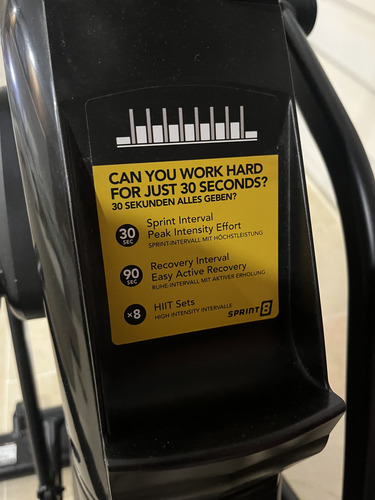 CAN YOU WORK HARD
FOR JUST 30 SECONDS?
30 SEKUNDEN ALLES GEBEN?
30 SEC
Sprint Interval
Peak Intensity Effort
SPRINT-INTERVALL MIT HÖCHSTLEISTUNG
90 SEC
Recovery Interval
Easy Active Recovery
RUHE-INTERVALL MIT AKTIVER ERHOLUNG
×8
HIIT Sets
HIGH INTENSITY INTERVALLE
SPRINT 8